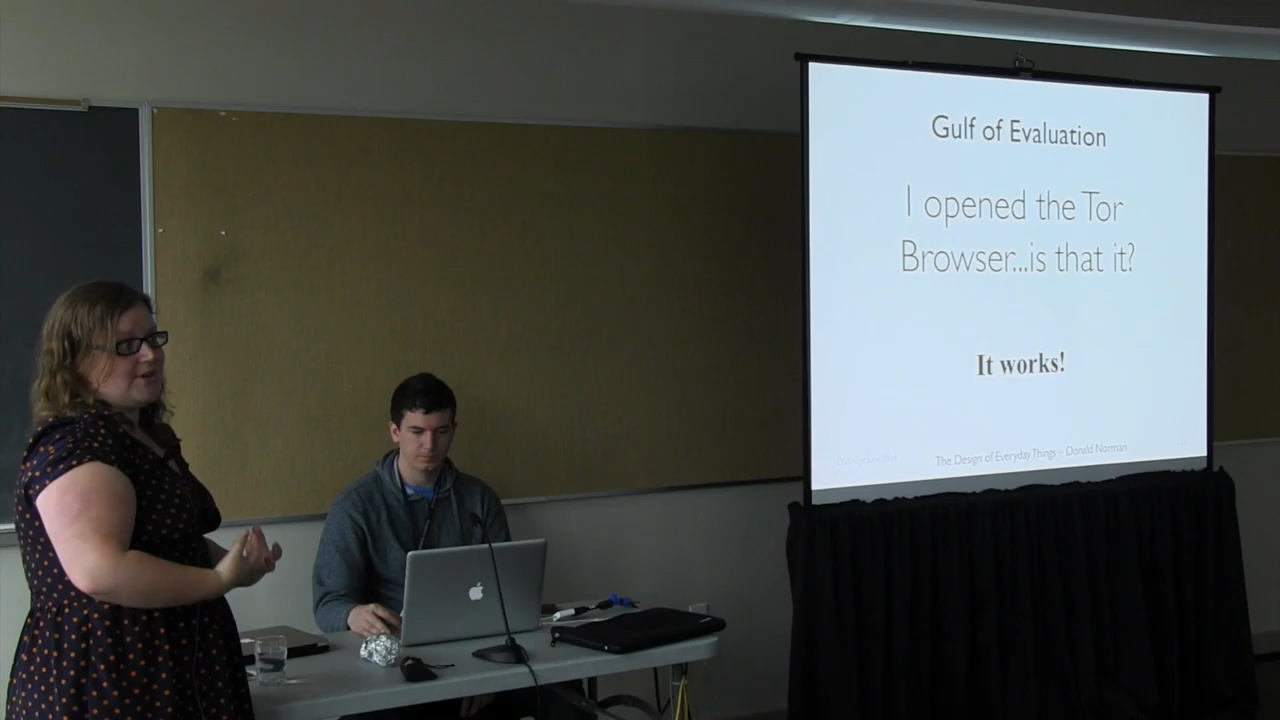 Gulf of Evaluation
I opened the Tor
Browser...is that it?
It works!
The Design of Everyday Things – Donald Norman